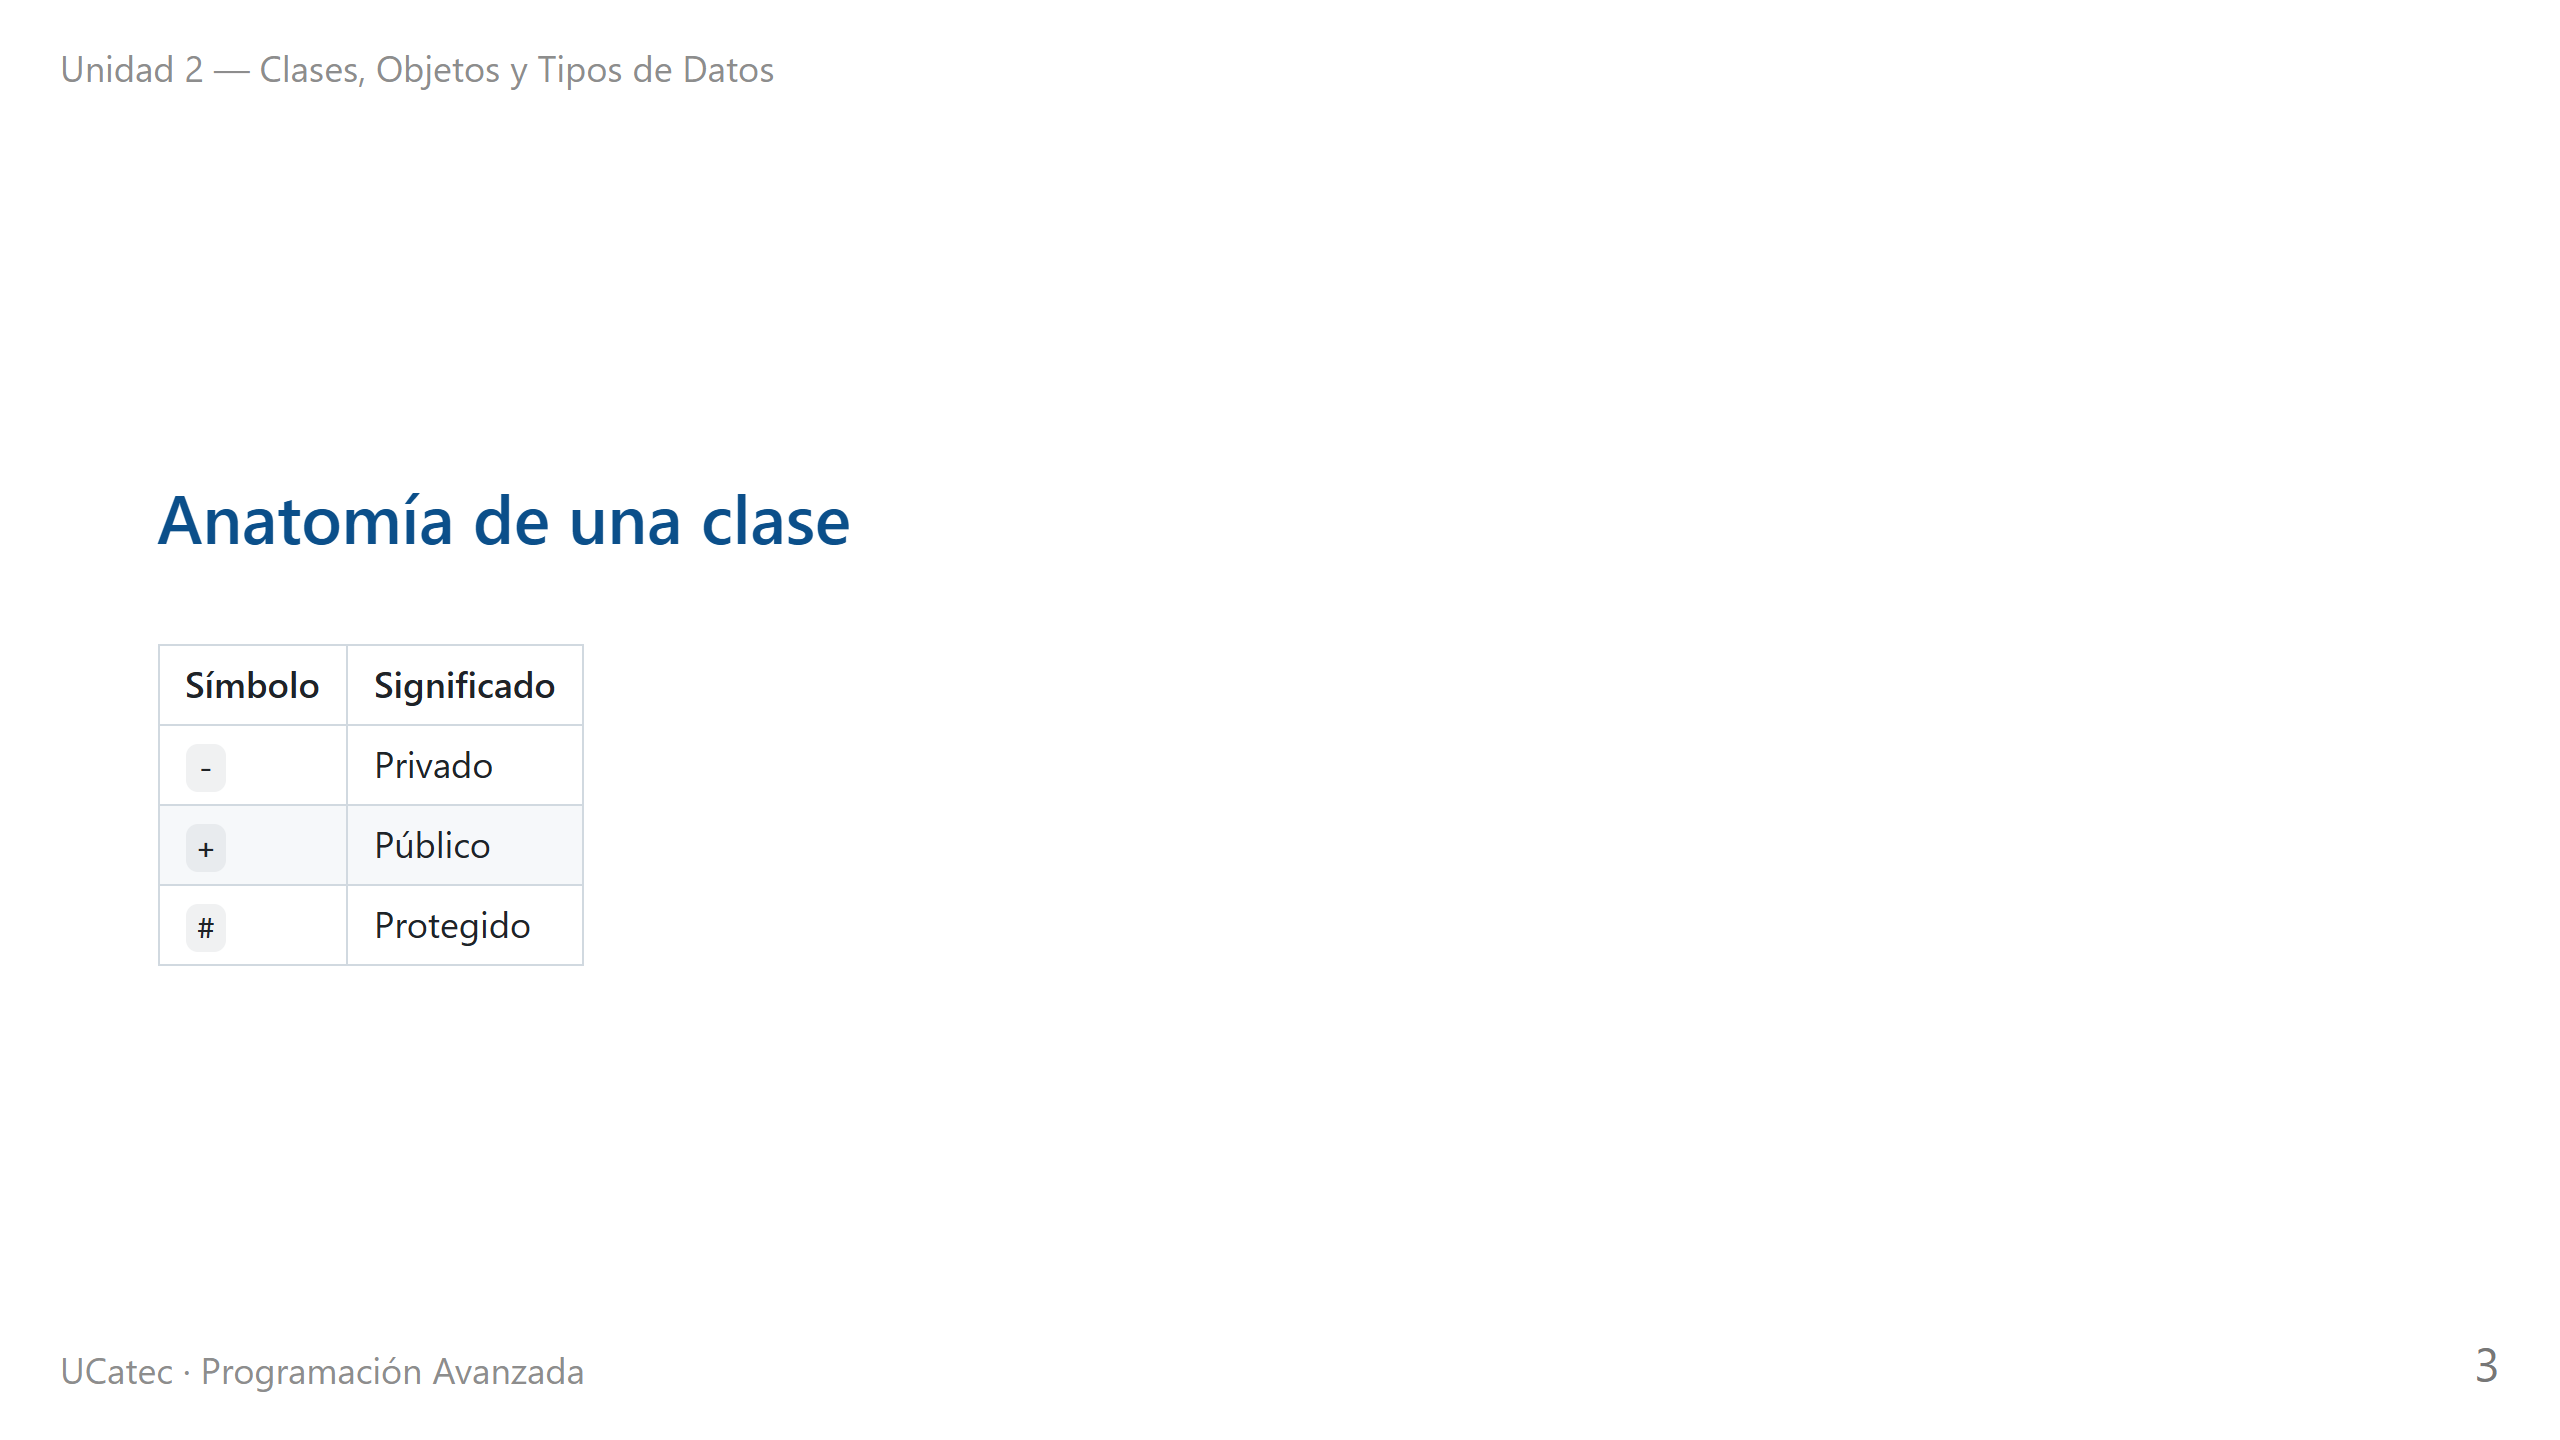 Unidad 2 — Clases, Objetos y Tipos de Datos
Anatomía de una clase
Símbolo Significado
- Privado
+ Público
# Protegido
UCatec · Programación Avanzada
3